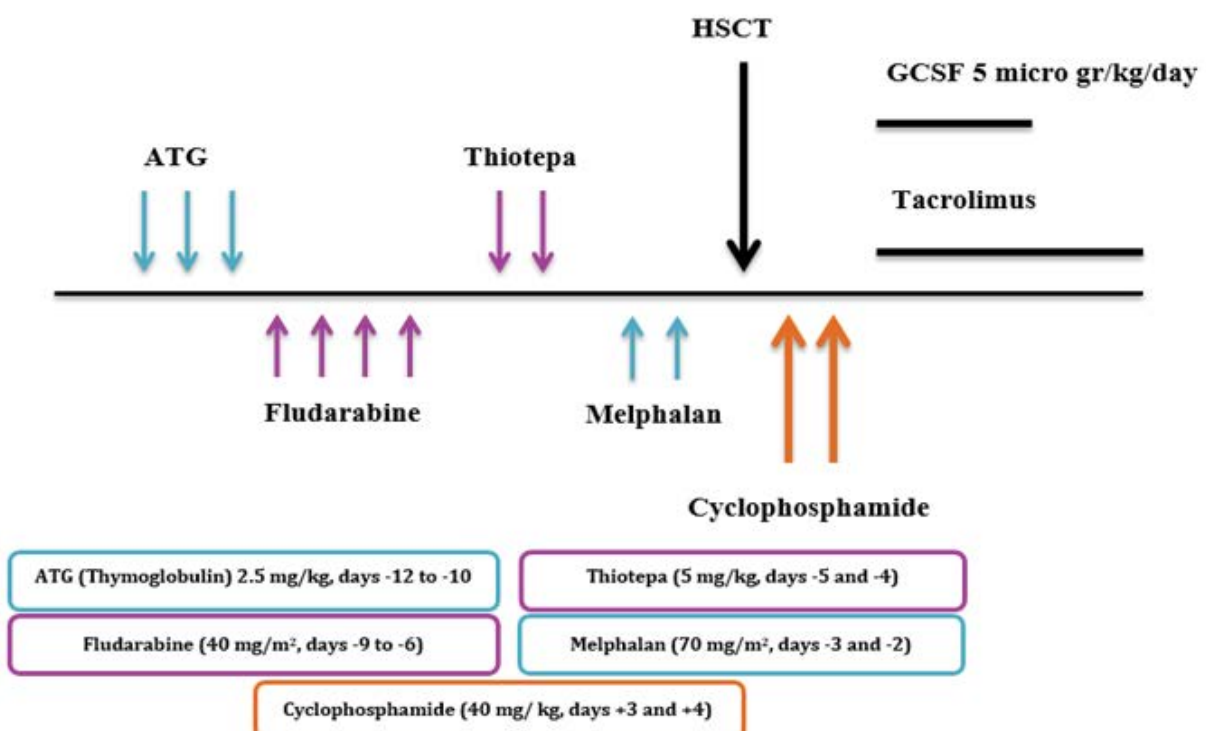 HSCT
GCSF 5 micro gr/kg/day
ATG
Thiotepa
Tacrolimus
Fludarabine
Melphalan
Cyclophosphamide
ATG (Thymoglobulin) 2.5 mg/kg, days -12 to -10
Thiotepa (5 mg/kg, days -5 and -4)
Fludarabine (40 mg/m², days -9 to -6)
Melphalan (70 mg/m², days -3 and -2)
Cyclophosphamide (40 mg/ kg, days +3 and +4)